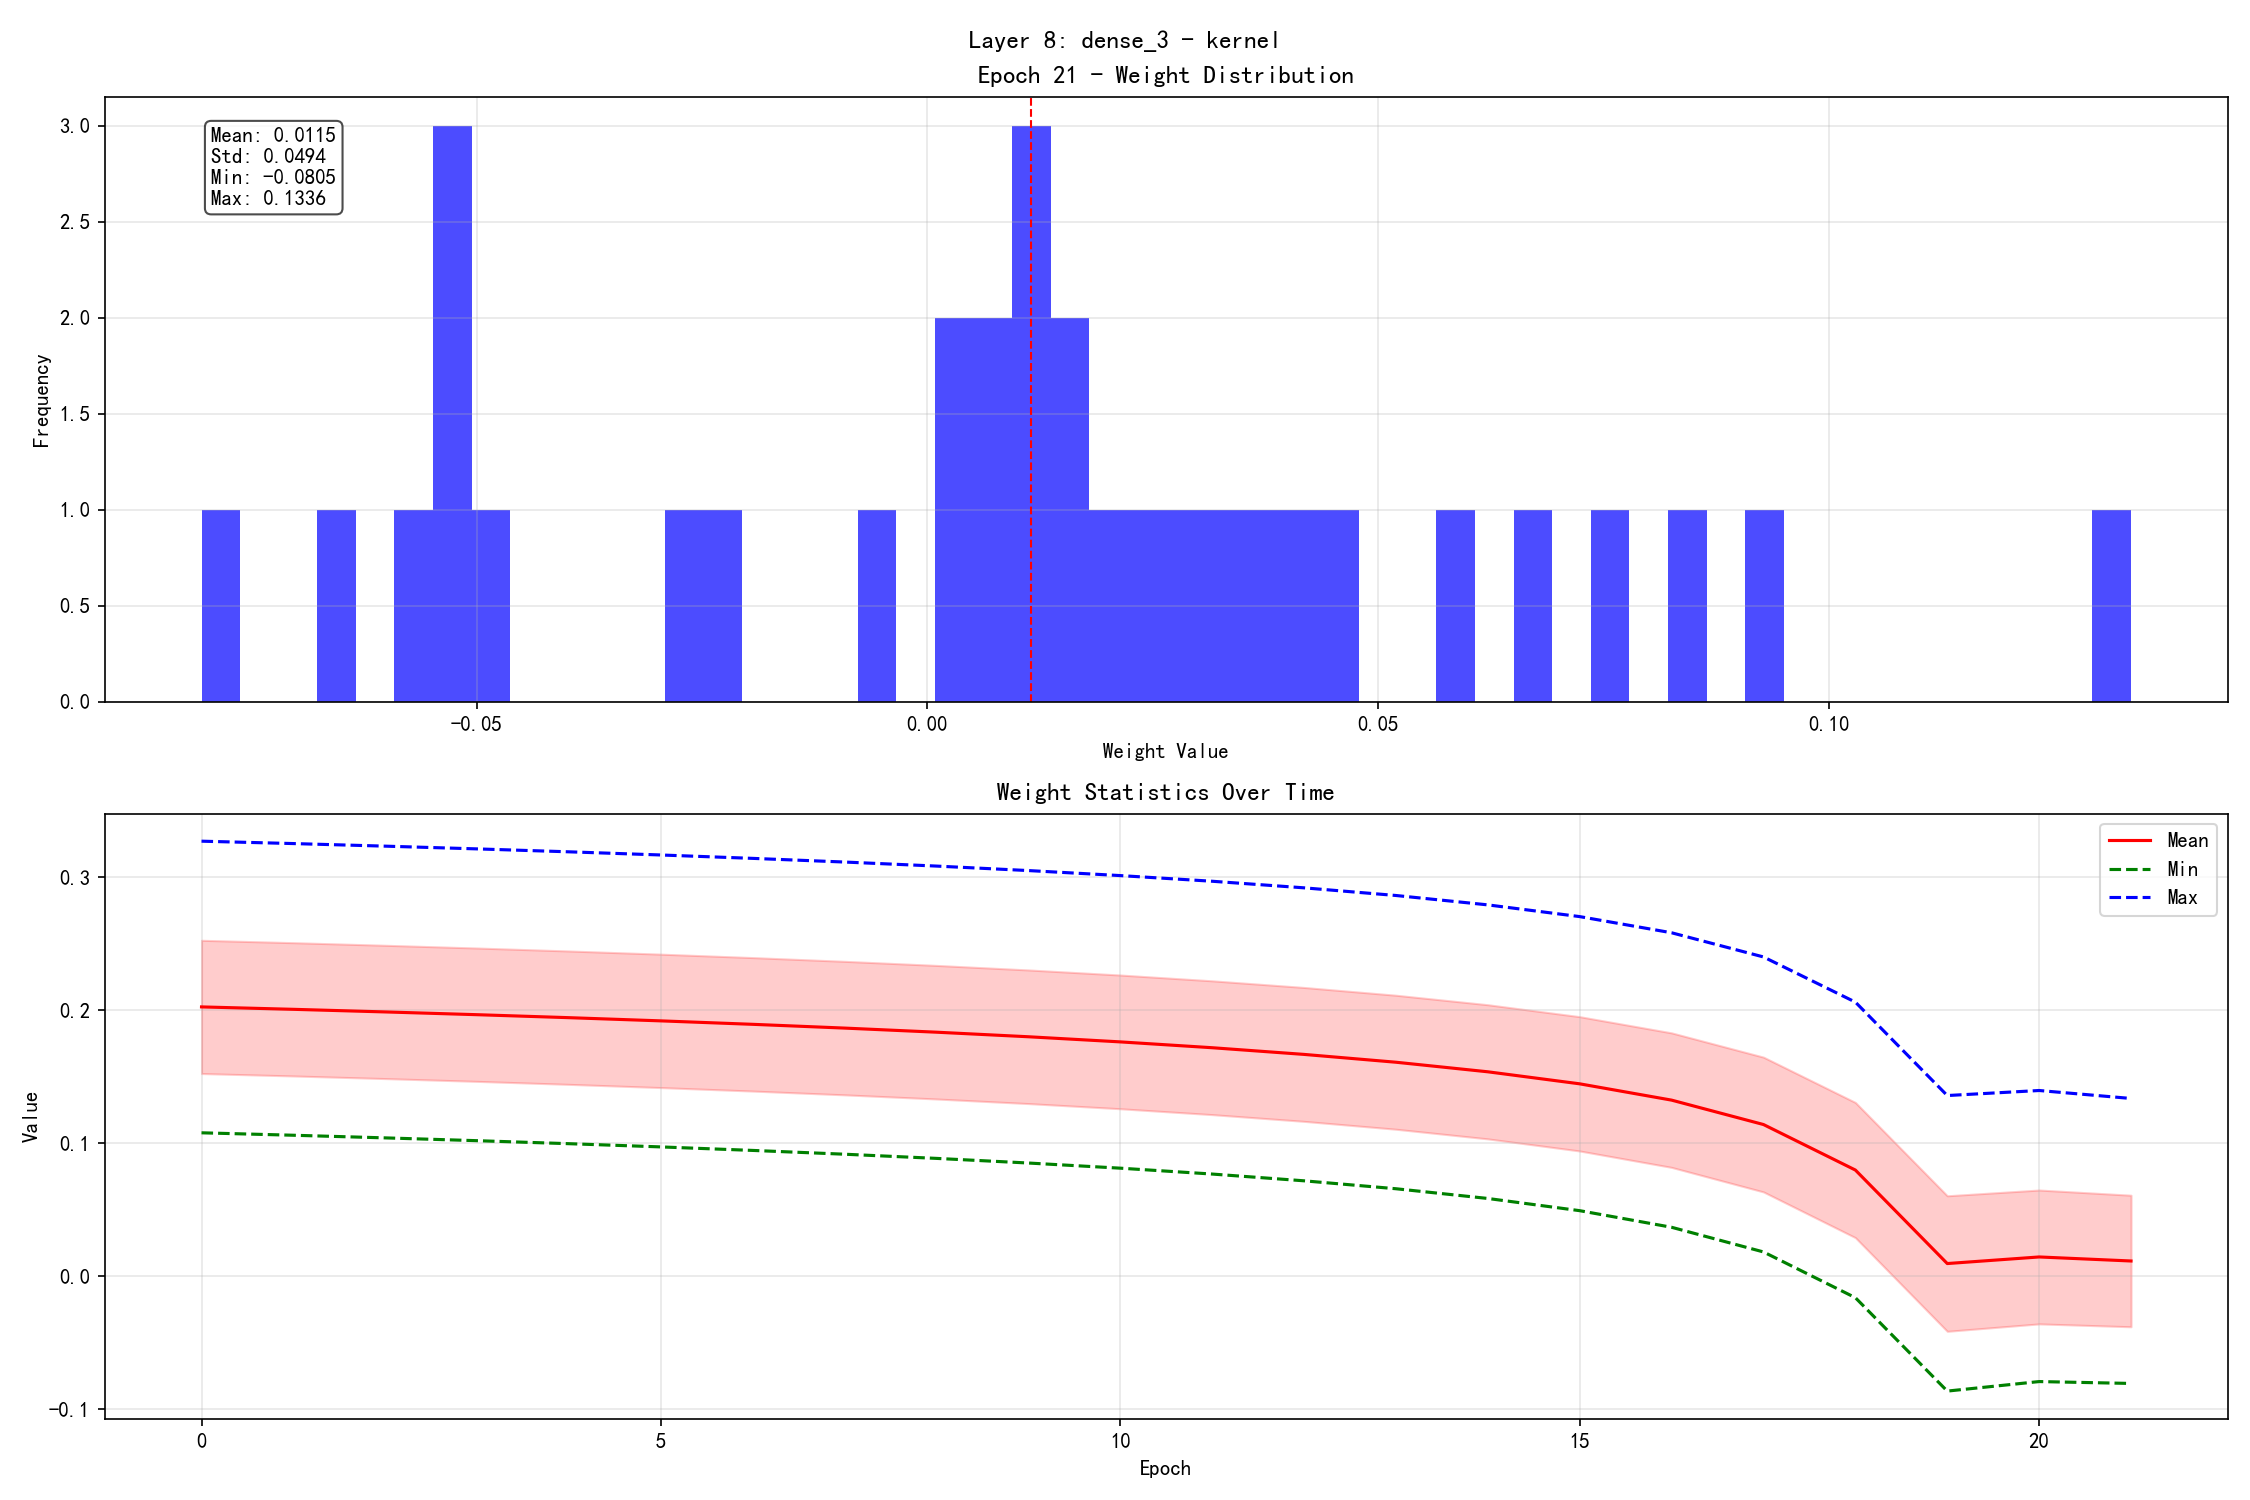 Layer 8: dense_3 - kernel
Epoch 21 - Weight Distribution
3.0
2.5
2.0
1.5
1.0
0.5
0.0
Frequency
Mean: 0.0115
Std: 0.0494
Min: -0.0805
Max: 0.1336
-0.05
0.00
0.05
0.10
Weight Value
Weight Statistics Over Time
0.3
0.2
0.1
0.0
-0.1
Value
Mean
Min
Max
0
5
10
15
20
Epoch